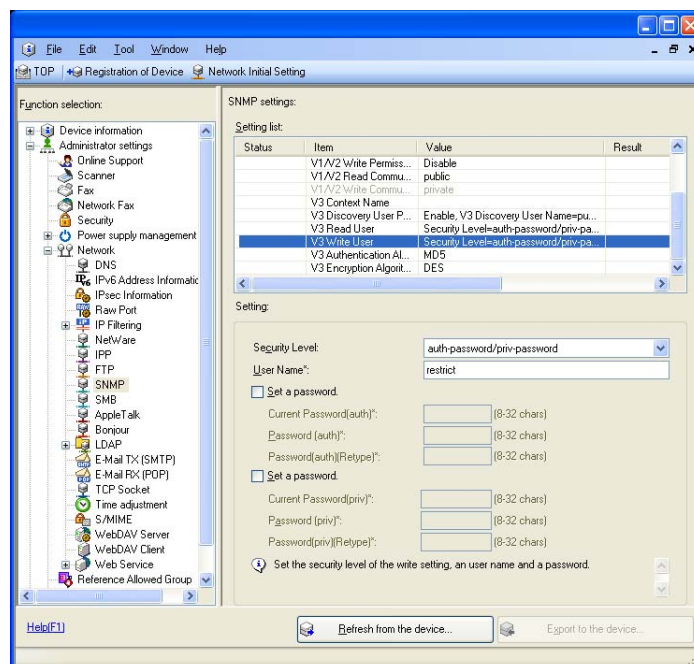 File Edit Tool Window Help
TOP Registration of Device Network Initial Setting
Function selection:
Device information
Administrator settings
Online Support
Scanner
Fax
Network Fax
Security
Power supply management
Network
DNS
IPv6 Address Informatic
IPsec Information
Raw Port
IP Filtering
NetWare
IPP
FTP
SNMP
SMB
AppleTalk
Bonjour
LDAP
E-Mail TX (SMTP)
E-Mail RX (POP)
TCP Socket
Time adjustment
S/MIME
WebDAV Server
WebDAV Client
Web Service
Reference Allowed Group
Help(F1)
SNMP settings:
Setting list:
Status Item Value Result
V1/V2 Write Permiss... Disable
V1/V2 Read Commu... public
V1/V2 Write Commu... private
V3 Context Name
V3 Discovery User P... Enable, V3 Discovery User Name=pu...
V3 Read User Security Level=auth-password/priv-pa...
V3 Write User Security Level=auth-password/priv-pa...
V3 Authentication Al... MD5
V3 Encryption Algorit... DES
Setting:
Security Level: auth-password/priv-password
User Name*: restrict
Set a password.
Current Password(auth)*: (8-32 chars)
Password (auth)*: (8-32 chars)
Password(auth)(Retype)*: (8-32 chars)
Set a password.
Current Password(priv)*: (8-32 chars)
Password (priv)*: (8-32 chars)
Password(priv)(Retype)*: (8-32 chars)
Set the security level of the write setting, an user name and a password.
Refresh from the device... Export to the device...